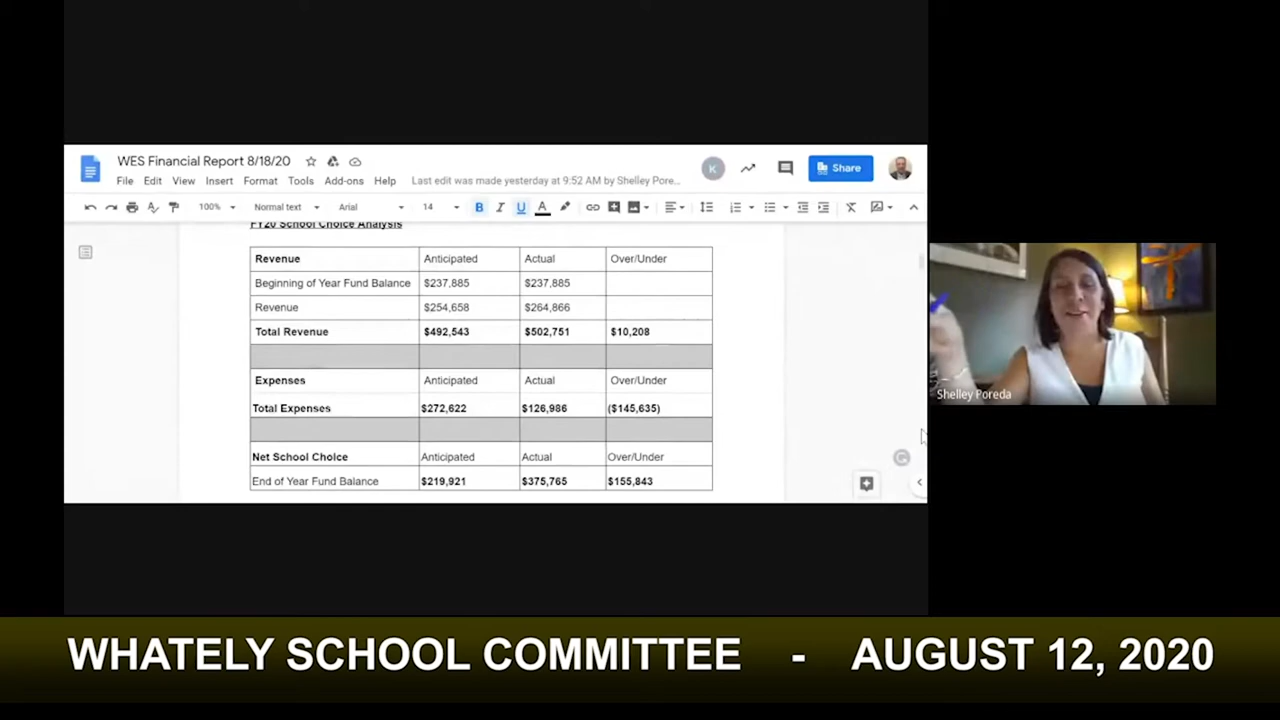 WES Financial Report 8/18/20
File Edit View Insert Format Tools Add-ons Help Last edit was made yesterday at 9:52 AM by Shelley Pore...
K
Share
100% Normal text Arial 14 B I U A
FY20 School Choice Analysis
Revenue Anticipated Actual Over/Under
Beginning of Year Fund Balance $237,885 $237,885
Revenue $254,658 $264,866
Total Revenue $492,543 $502,751 $10,208
Expenses Anticipated Actual Over/Under
Total Expenses $272,622 $126,986 ($145,635)
Net School Choice Anticipated Actual Over/Under
End of Year Fund Balance $219,921 $375,765 $155,843
Shelley Poreda
WHATELY SCHOOL COMMITTEE - AUGUST 12, 2020